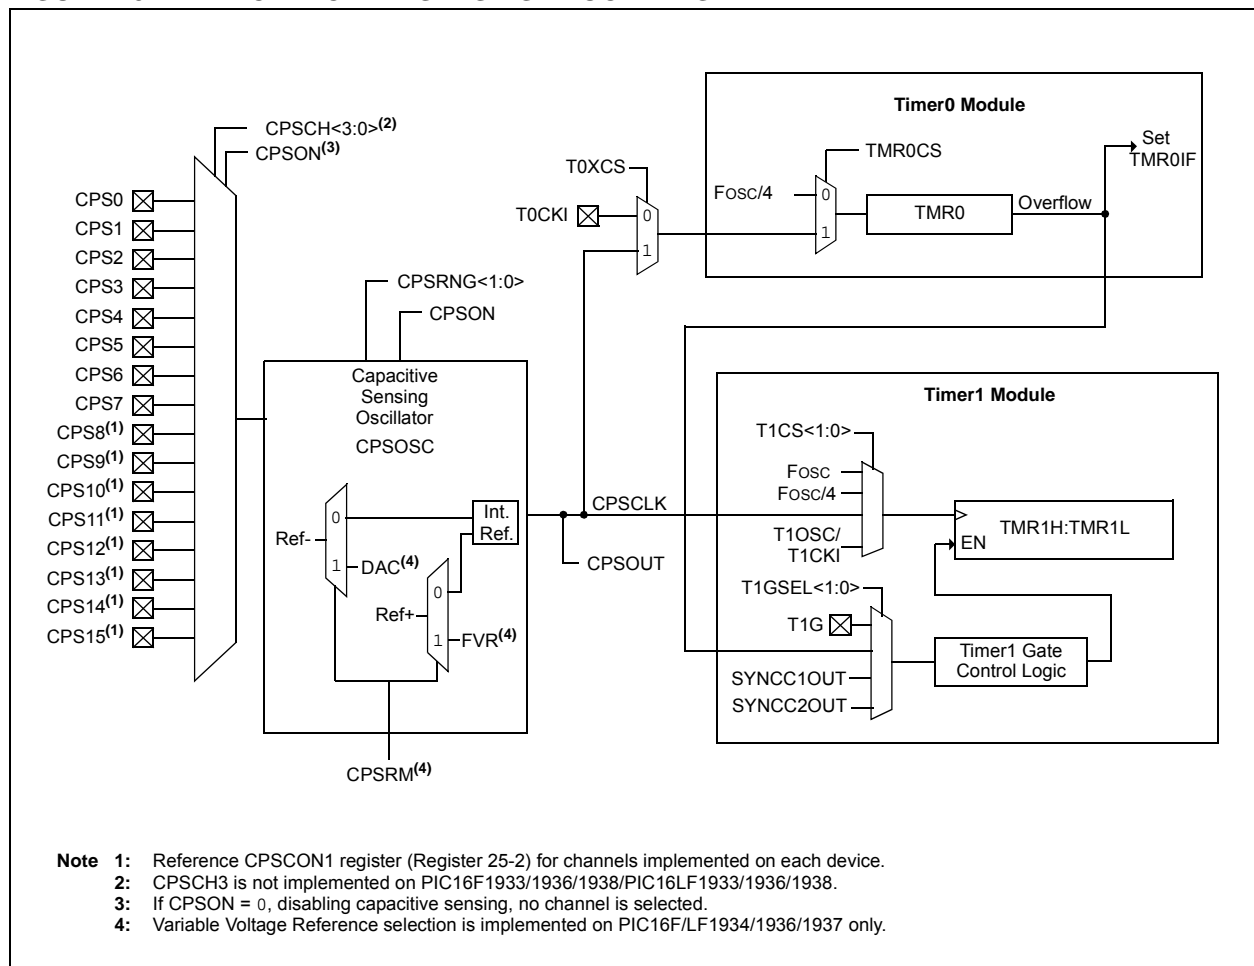 CPSCH<3:0>(2)
CPSON(3)
CPS0
CPS1
CPS2
CPS3
CPS4
CPS5
CPS6
CPS7
CPS8(1)
CPS9(1)
CPS10(1)
CPS11(1)
CPS12(1)
CPS13(1)
CPS14(1)
CPS15(1)
CPSRNG<1:0>
CPSON
Capacitive
Sensing
Oscillator
CPSOSC
Ref-
0
1
DAC(4)
Int.
Ref.
Ref+
0
1
FVR(4)
CPSRM(4)
CPSCLK
CPSOUT
T0XCS
T0CKI
0
1
Timer0 Module
TMR0CS
FOSC/4
0
1
TMR0
Overflow
Set
TMR0IF
Timer1 Module
T1CS<1:0>
FOSC
FOSC/4
T1OSC/
T1CKI
TMR1H:TMR1L
EN
T1GSEL<1:0>
T1G
SYNCC1OUT
SYNCC2OUT
Timer1 Gate
Control Logic
Note 1: Reference CPSCON1 register (Register 25-2) for channels implemented on each device.
2: CPSCH3 is not implemented on PIC16F1933/1936/1938/PIC16LF1933/1936/1938.
3: If CPSON = 0, disabling capacitive sensing, no channel is selected.
4: Variable Voltage Reference selection is implemented on PIC16F/LF1934/1936/1937 only.